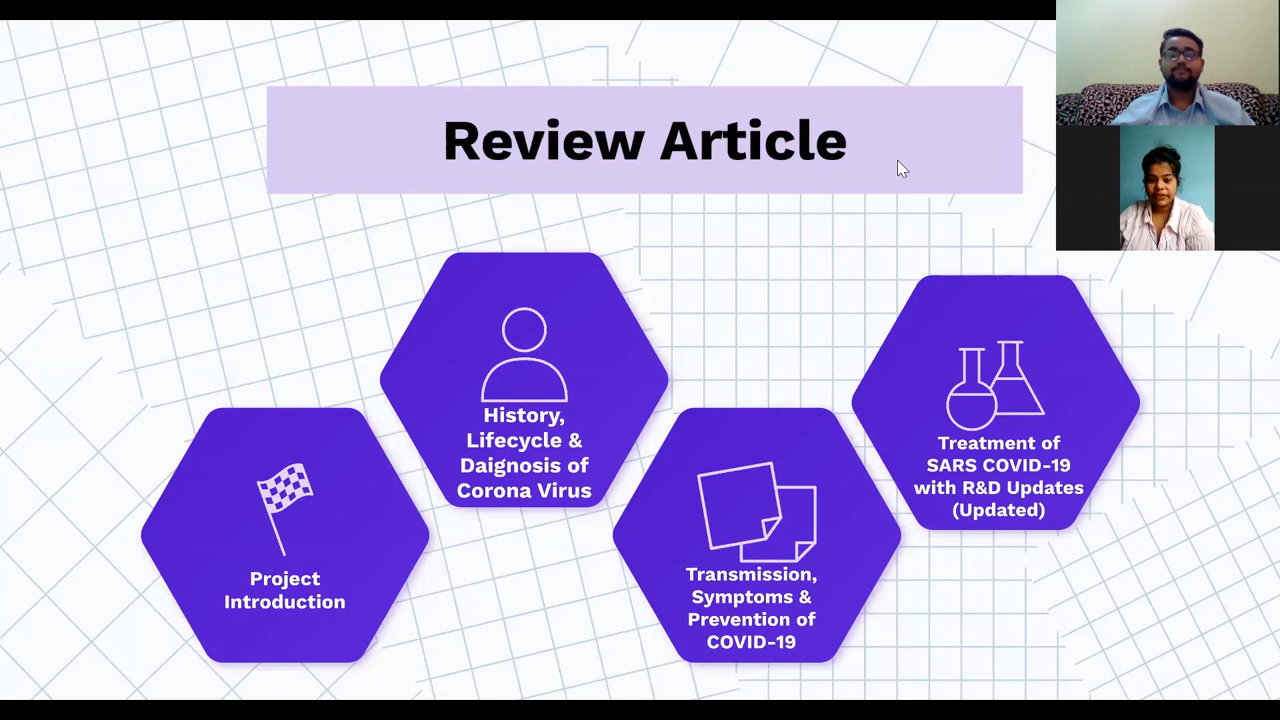 Review Article
Project
Introduction
History,
Lifecycle &
Daignosis of
Corona Virus
Transmission,
Symptoms &
Prevention of
COVID-19
Treatment of
SARS COVID-19
with R&D Updates
(Updated)